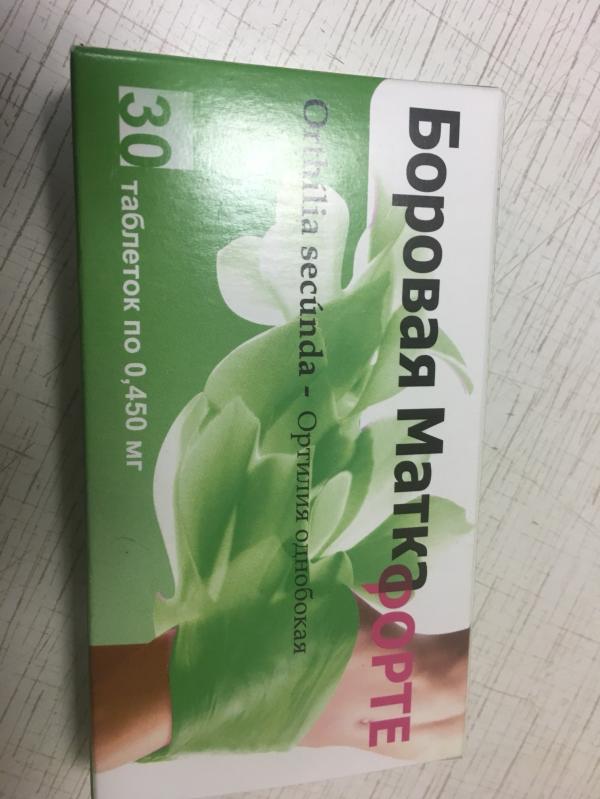 Боровая Матка
ФОРТЕ
Orthília secúnda - Ортилия однобокая
30 таблеток по 0,450 мг